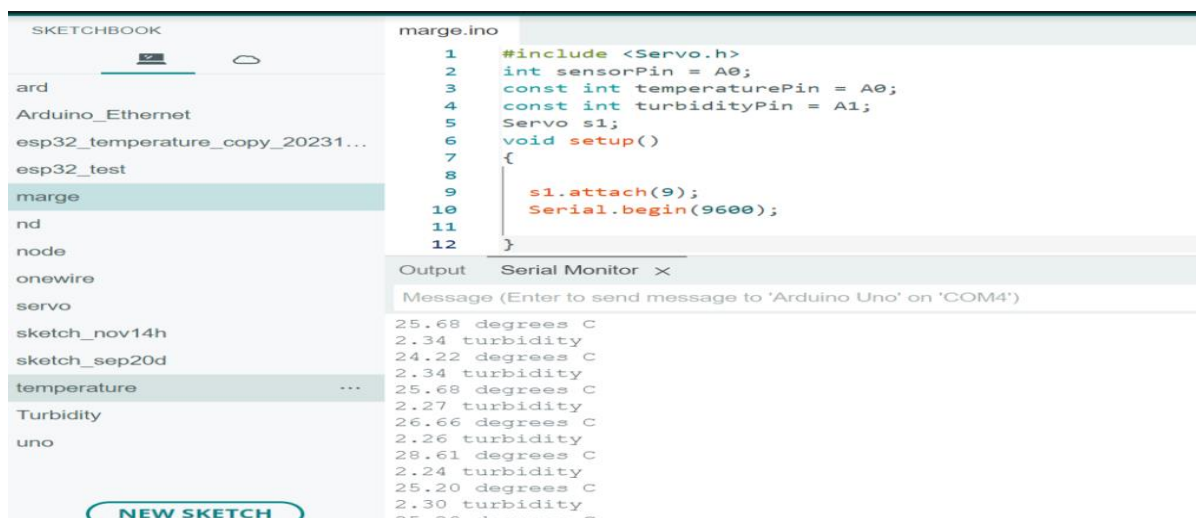 SKETCHBOOK
ard
Arduino_Ethernet
esp32_temperature_copy_20231...
esp32_test
marge
nd
node
onewire
servo
sketch_nov14h
sketch_sep20d
temperature ...
Turbidity
uno
NEW SKETCH
marge.ino
1 #include <Servo.h>
2 int sensorPin = A0;
3 const int temperaturePin = A0;
4 const int turbidityPin = A1;
5 Servo s1;
6 void setup()
7 {
8
9 s1.attach(9);
10 Serial.begin(9600);
11
12 }
Output Serial Monitor ×
Message (Enter to send message to 'Arduino Uno' on 'COM4')
25.68 degrees C
2.34 turbidity
24.22 degrees C
2.34 turbidity
25.68 degrees C
2.27 turbidity
26.66 degrees C
2.26 turbidity
28.61 degrees C
2.24 turbidity
25.20 degrees C
2.30 turbidity